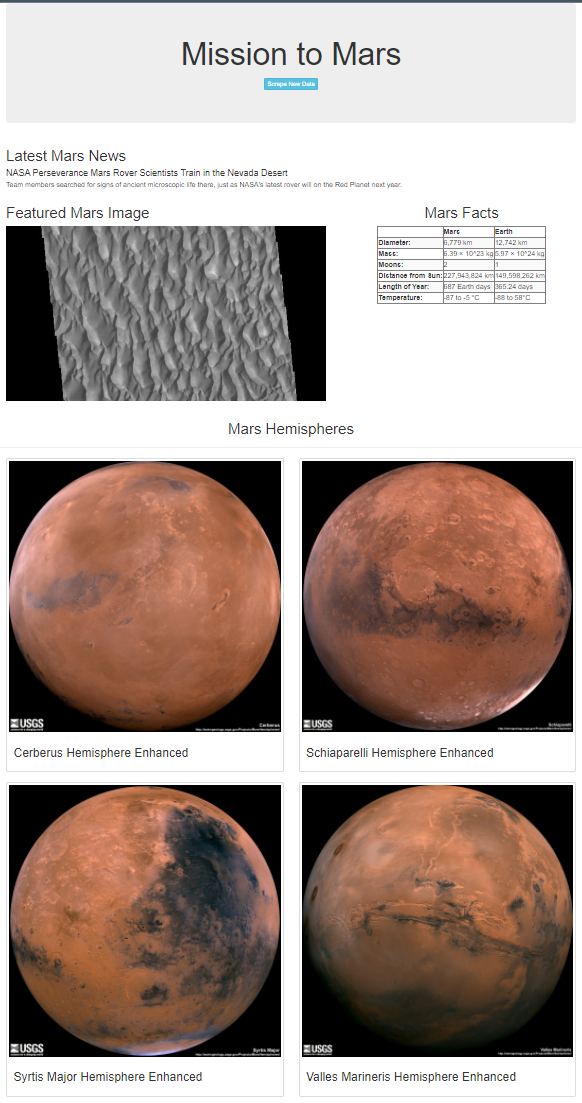 Mission to Mars
Scrape New Data
Latest Mars News
NASA Perseverance Mars Rover Scientists Train in the Nevada Desert
Team members searched for signs of ancient microscopic life there, just as NASA's latest rover will on the Red Planet next year.
Featured Mars Image
Mars Facts
Mars Earth
Diameter: 6,779 km 12,742 km
Mass: 6.39 × 10^23 kg 5.97 × 10^24 kg
Moons: 2 1
Distance from Sun: 227,943,824 km 149,598,262 km
Length of Year: 687 Earth days 365.24 days
Temperature: -87 to -5 °C -88 to 58°C
Mars Hemispheres
USGS
Cerberus
Cerberus Hemisphere Enhanced
USGS
Schiaparelli
Schiaparelli Hemisphere Enhanced
USGS
Syrtis Major
Syrtis Major Hemisphere Enhanced
USGS
Valles Marineris
Valles Marineris Hemisphere Enhanced